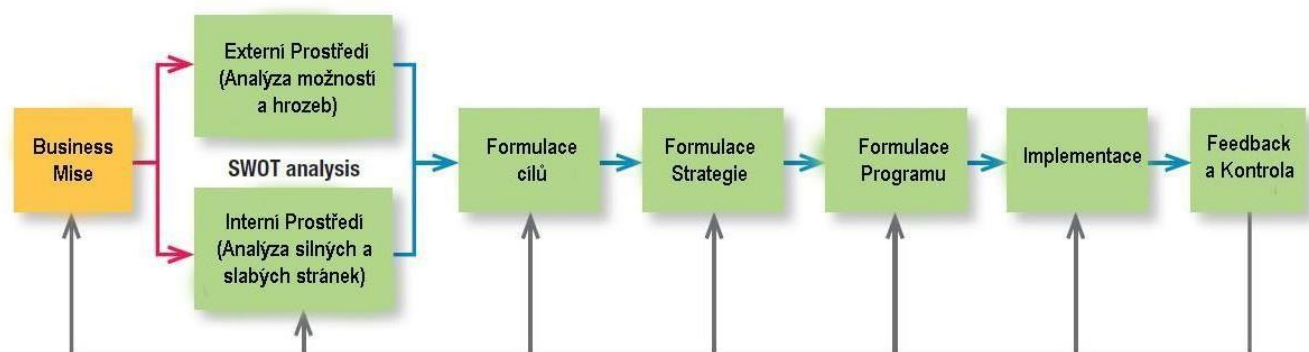 Business
Mise
Externí Prostředí
(Analýza možností
a hrozeb)
SWOT analysis
Interní Prostředí
(Analýza silných a
slabých stránek)
Formulace
cílů
Formulace
Strategie
Formulace
Programu
Implementace
Feedback
a Kontrola